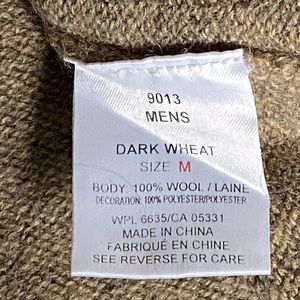 9013
MENS
DARK WHEAT
SIZE M
BODY: 100% WOOL / LAINE
DECORATION: 100% POLYESTER/POLYESTER
WPL 6635/CA 05331
MADE IN CHINA
FABRIQUÉ EN CHINE
SEE REVERSE FOR CARE